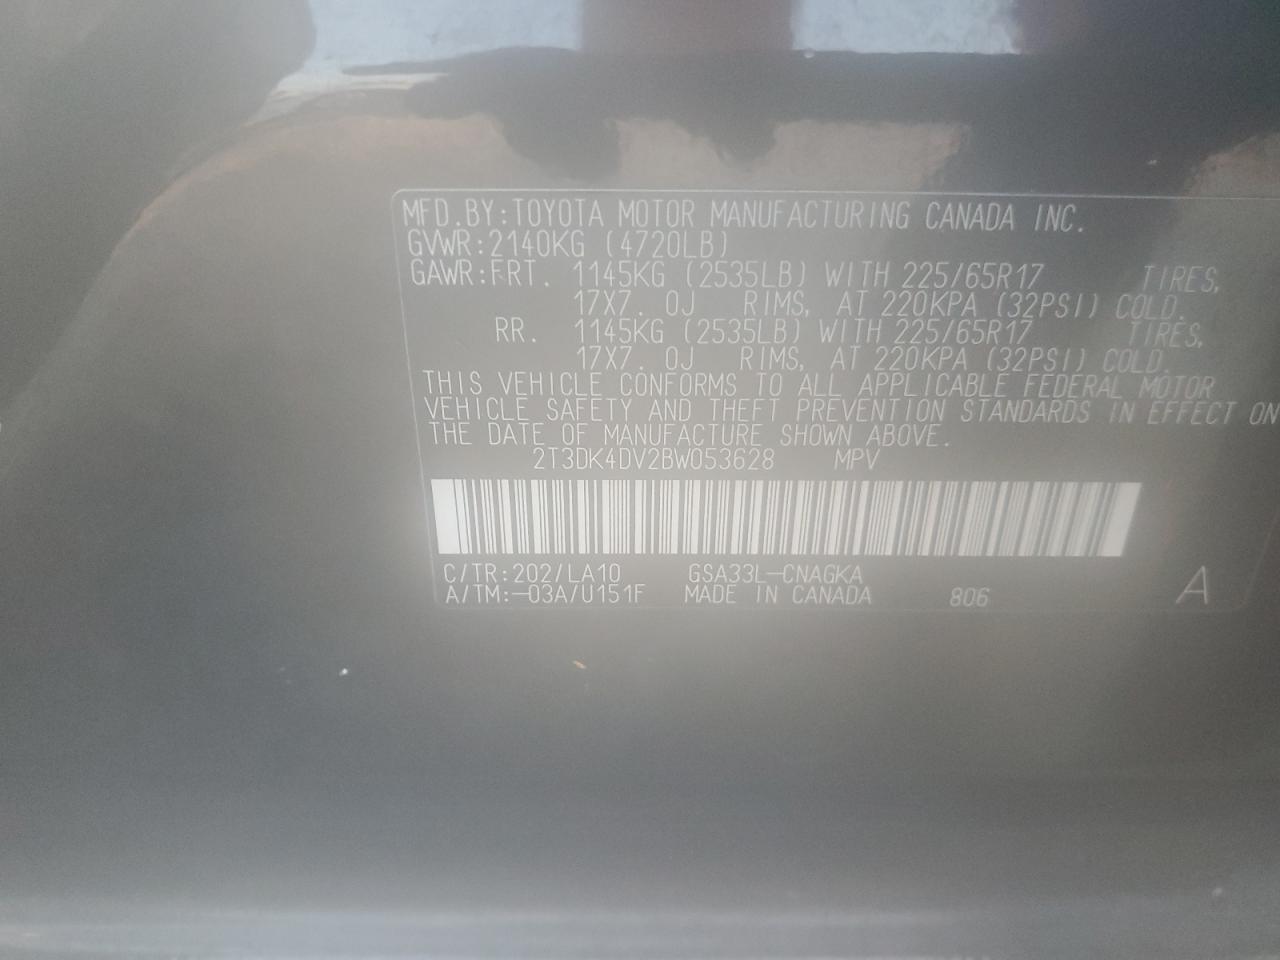 MFD.BY:TOYOTA MOTOR MANUFACTURING CANADA INC.
GVWR:2140KG (4720LB)
GAWR:FRT. 1145KG (2535LB) WITH 225/65R17 TIRES,
17X7. 0J RIMS, AT 220KPA (32PSI) COLD.
RR. 1145KG (2535LB) WITH 225/65R17 TIRES,
17X7. 0J RIMS, AT 220KPA (32PSI) COLD.
THIS VEHICLE CONFORMS TO ALL APPLICABLE FEDERAL MOTOR
VEHICLE SAFETY AND THEFT PREVENTION STANDARDS IN EFFECT ON
THE DATE OF MANUFACTURE SHOWN ABOVE.
2T3DK4DV2BW053628 MPV
C/TR:202/LA10 GSA33L-CNAGKA
A/TM:-03A/U151F MADE IN CANADA 806 A